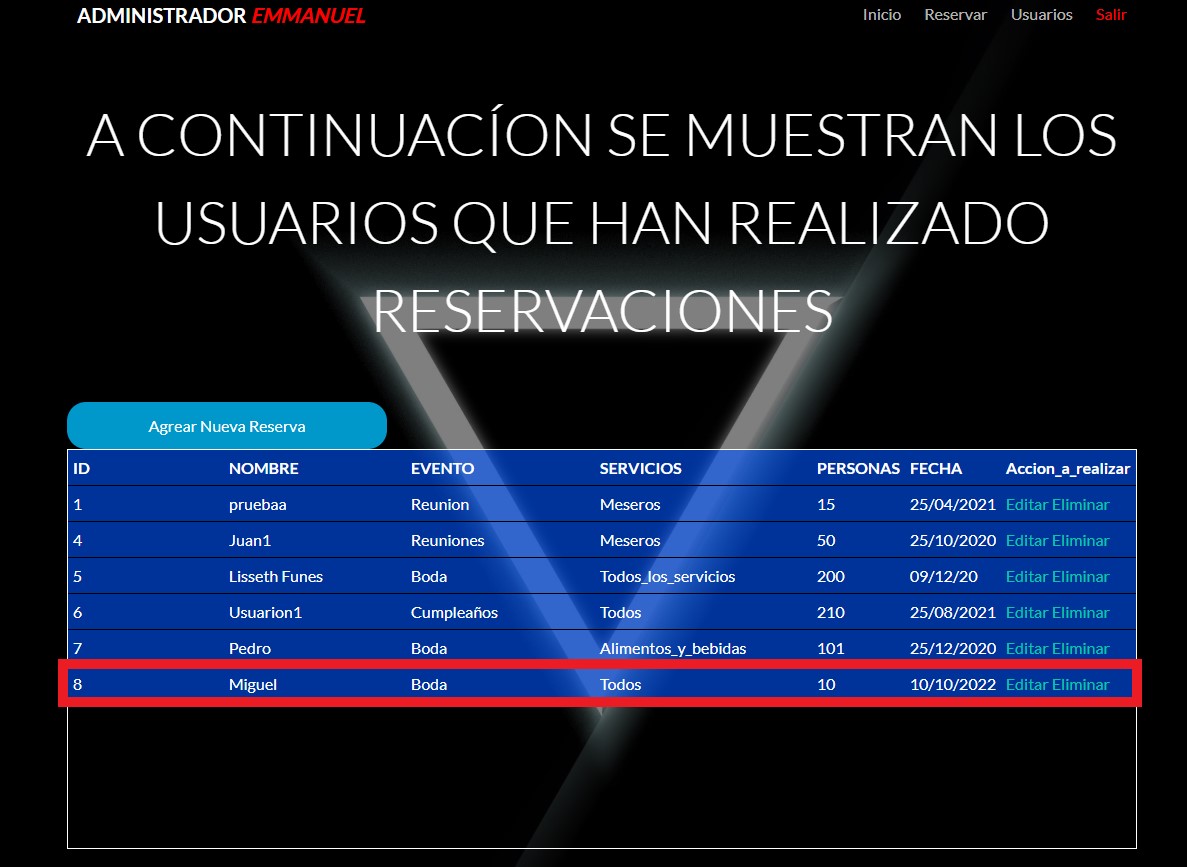 ADMINISTRADOR EMMANUEL Inicio Reservar Usuarios Salir
A CONTINUACÍON SE MUESTRAN LOS
USUARIOS QUE HAN REALIZADO
RESERVACIONES
Agrear Nueva Reserva
ID NOMBRE EVENTO SERVICIOS PERSONAS FECHA Accion_a_realizar
1 pruebaa Reunion Meseros 15 25/04/2021 Editar Eliminar
4 Juan1 Reuniones Meseros 50 25/10/2020 Editar Eliminar
5 Lisseth Funes Boda Todos_los_servicios 200 09/12/20 Editar Eliminar
6 Usuarion1 Cumpleaños Todos 210 25/08/2021 Editar Eliminar
7 Pedro Boda Alimentos_y_bebidas 101 25/12/2020 Editar Eliminar
8 Miguel Boda Todos 10 10/10/2022 Editar Eliminar